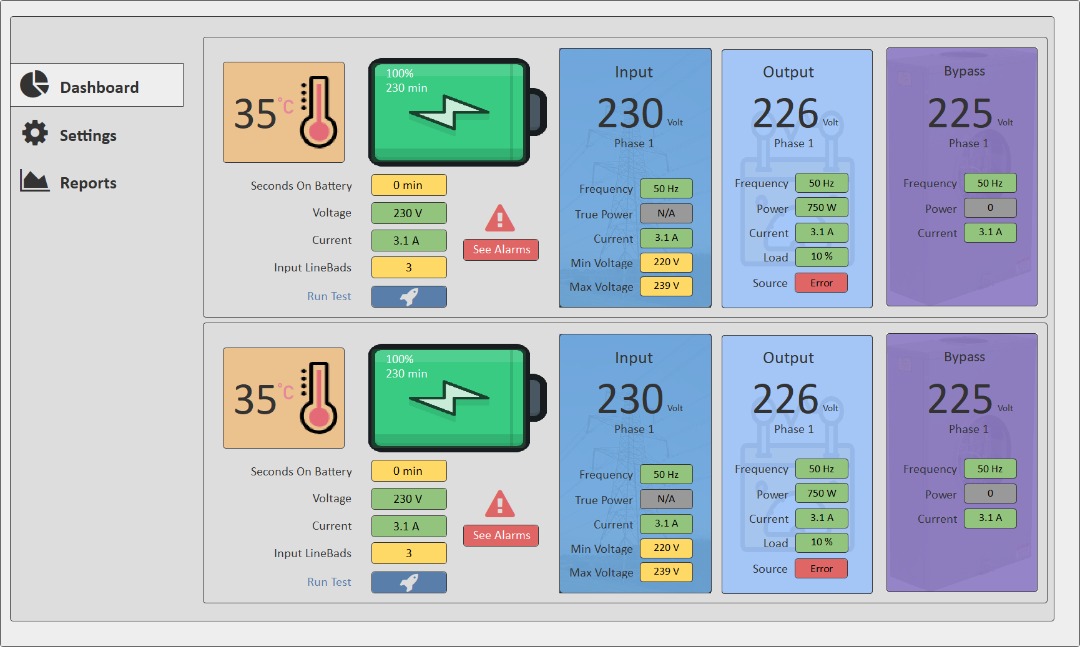 Dashboard
Settings
Reports
35 °C
100%
230 min
Seconds On Battery 0 min
Voltage 230 V
Current 3.1 A
Input LineBads 3
Run Test
See Alarms
Input
230 Volt
Phase 1
Frequency 50 Hz
True Power N/A
Current 3.1 A
Min Voltage 220 V
Max Voltage 239 V
Output
226 Volt
Phase 1
Frequency 50 Hz
Power 750 W
Current 3.1 A
Load 10 %
Source Error
Bypass
225 Volt
Phase 1
Frequency 50 Hz
Power 0
Current 3.1 A
35 °C
100%
230 min
Seconds On Battery 0 min
Voltage 230 V
Current 3.1 A
Input LineBads 3
Run Test
See Alarms
Input
230 Volt
Phase 1
Frequency 50 Hz
True Power N/A
Current 3.1 A
Min Voltage 220 V
Max Voltage 239 V
Output
226 Volt
Phase 1
Frequency 50 Hz
Power 750 W
Current 3.1 A
Load 10 %
Source Error
Bypass
225 Volt
Phase 1
Frequency 50 Hz
Power 0
Current 3.1 A